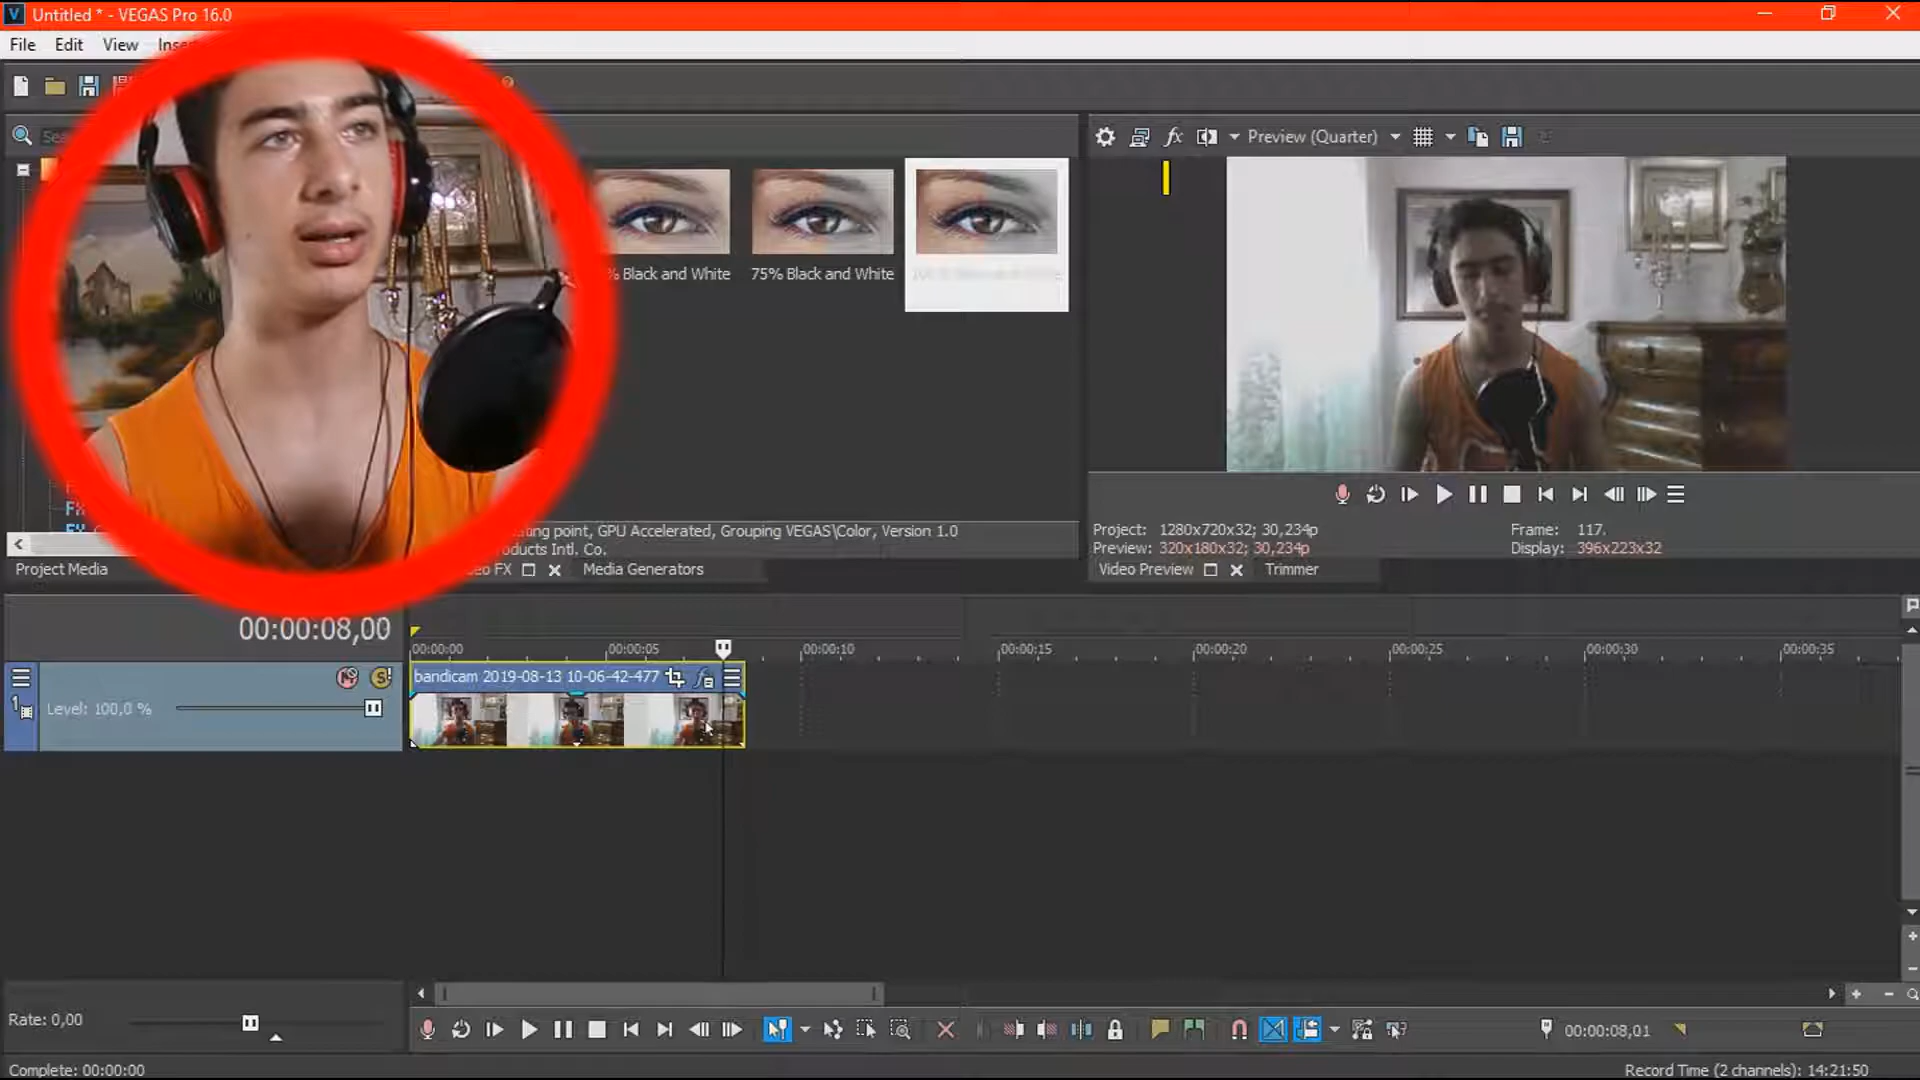 Untitled * - VEGAS Pro 16.0
File Edit View
% Black and White
75% Black and White
Preview (Quarter)
ating point, GPU Accelerated, Grouping VEGAS\Color, Version 1.0
oducts Intl. Co.
Project: 1280x720x32; 30,234p
Frame: 117.
Preview: 320x180x32; 30,234p
Display: 396x223x32
Project Media
eo FX
Media Generators
Video Preview
Trimmer
00:00:08,00
00:00:00 00:00:05 00:00:10 00:00:15 00:00:20 00:00:25 00:00:30 00:00:35
bandicam 2019-08-13 10-06-42-477
1
Level: 100,0 %
Rate: 0,00
00:00:08,01
Complete: 00:00:00
Record Time (2 channels): 14:21:50